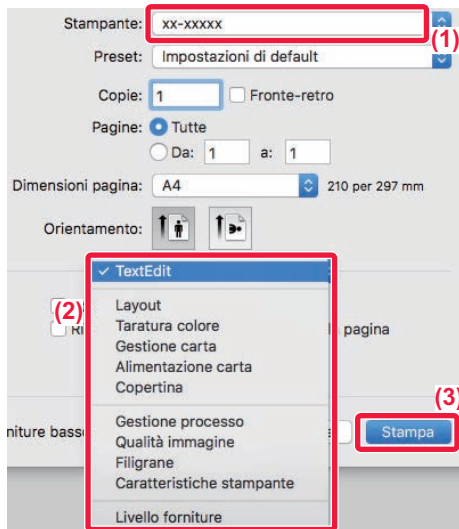 Stampante: xx-xxxxx
(1)
Preset: Impostazioni di default
Copie: 1 Fronte-retro
Pagine: Tutte
Da: 1 a: 1
Dimensioni pagina: A4 210 per 297 mm
Orientamento:
✓ TextEdit
(2)
Layout
Taratura colore
pagina
Gestione carta
Alimentazione carta
Copertina
(3)
Gestione processo
Stampa
Qualità immagine
Filigrane
Caratteristiche stampante
Livello forniture